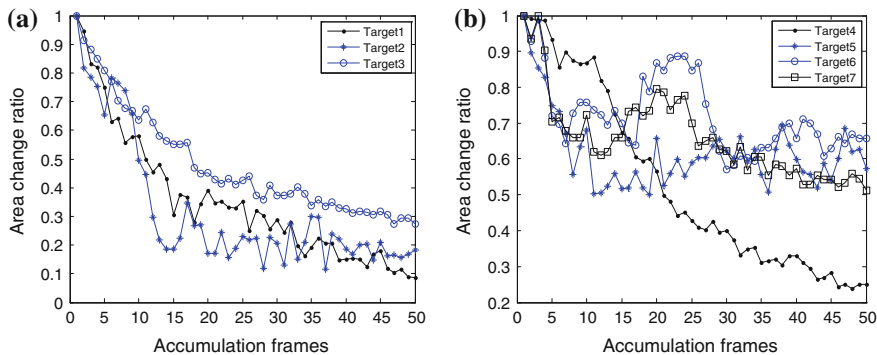 (a)
Target1
Target2
Target3
Area change ratio
1
0.9
0.8
0.7
0.6
0.5
0.4
0.3
0.2
0.1
0
0 5 10 15 20 25 30 35 40 45 50
Accumulation frames
(b)
Target4
Target5
Target6
Target7
Area change ratio
1
0.9
0.8
0.7
0.6
0.5
0.4
0.3
0.2
0 5 10 15 20 25 30 35 40 45 50
Accumulation frames